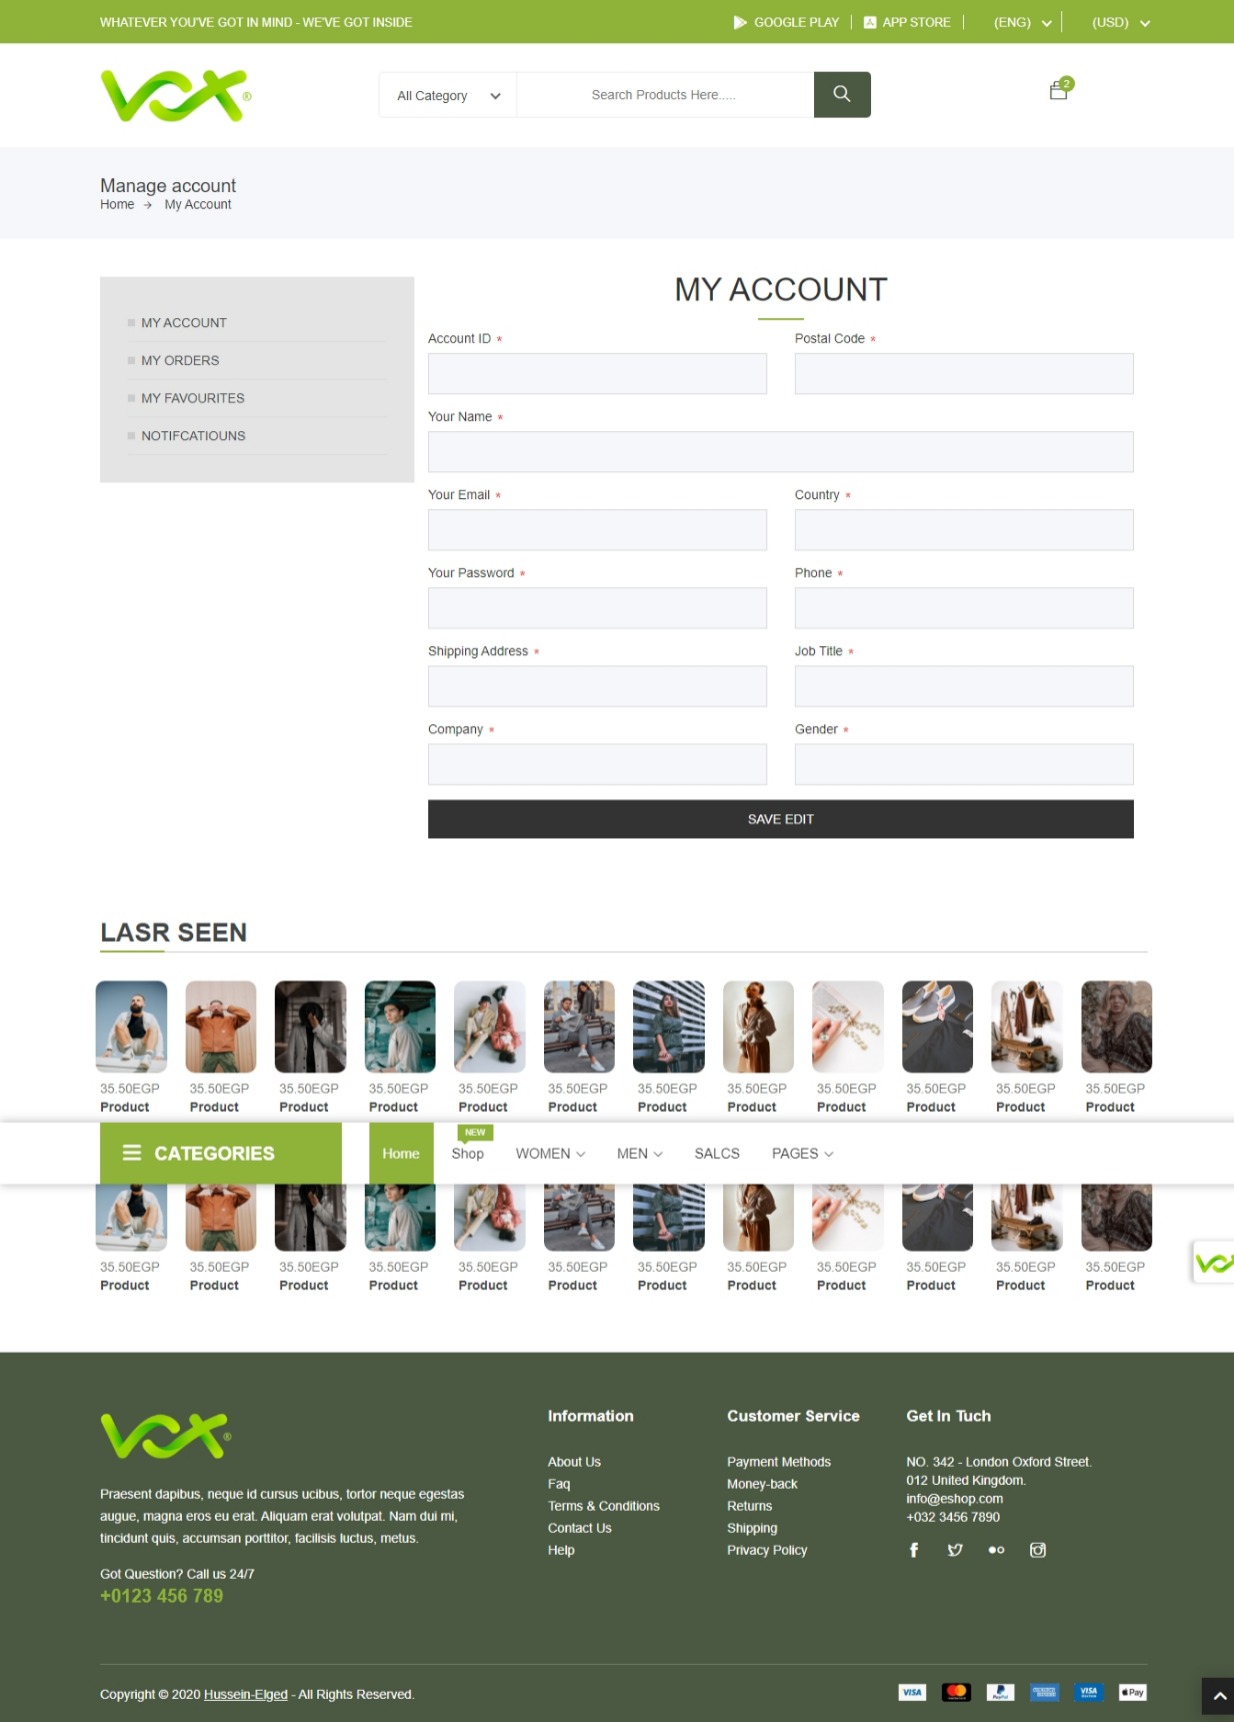 WHATEVER YOU'VE GOT IN MIND - WE'VE GOT INSIDE
GOOGLE PLAY
APP STORE
(ENG)
(USD)
VOX®
All Category
Search Products Here.....
2
Manage account
Home → My Account
MY ACCOUNT
MY ORDERS
MY FAVOURITES
NOTIFCATIOUNS
MY ACCOUNT
Account ID *
Postal Code *
Your Name *
Your Email *
Country *
Your Password *
Phone *
Shipping Address *
Job Title *
Company *
Gender *
SAVE EDIT
LASR SEEN
35.50EGP 35.50EGP 35.50EGP 35.50EGP 35.50EGP 35.50EGP 35.50EGP 35.50EGP 35.50EGP 35.50EGP 35.50EGP 35.50EGP
Product Product Product Product Product Product Product Product Product Product Product Product
CATEGORIES
Home
NEW
Shop
WOMEN
MEN
SALCS
PAGES
35.50EGP 35.50EGP 35.50EGP 35.50EGP 35.50EGP 35.50EGP 35.50EGP 35.50EGP 35.50EGP 35.50EGP 35.50EGP 35.50EGP
Product Product Product Product Product Product Product Product Product Product Product Product
VOX®
Praesent dapibus, neque id cursus ucibus, tortor neque egestas
augue, magna eros eu erat. Aliquam erat volutpat. Nam dui mi,
tincidunt quis, accumsan porttitor, facilisis luctus, metus.
Got Question? Call us 24/7
+0123 456 789
Information
About Us
Faq
Terms & Conditions
Contact Us
Help
Customer Service
Payment Methods
Money-back
Returns
Shipping
Privacy Policy
Get In Tuch
NO. 342 - London Oxford Street.
012 United Kingdom.
info@eshop.com
+032 3456 7890
Copyright © 2020 Hussein-Elged - All Rights Reserved.
VISA
PayPal
VISA
Pay